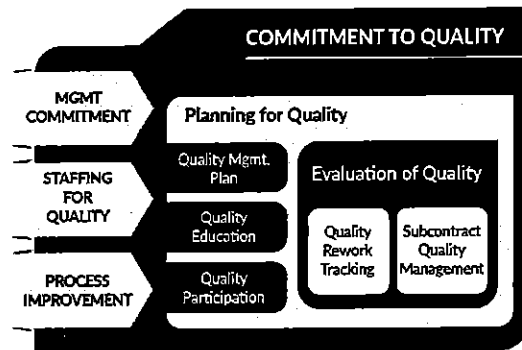 COMMITMENT TO QUALITY
MGMT
COMMITMENT
STAFFING
FOR
QUALITY
PROCESS
IMPROVEMENT
Planning for Quality
Quality Mgmt.
Plan
Quality
Education
Quality
Participation
Evaluation of Quality
Quality
Rework
Tracking
Subcontract
Quality
Management